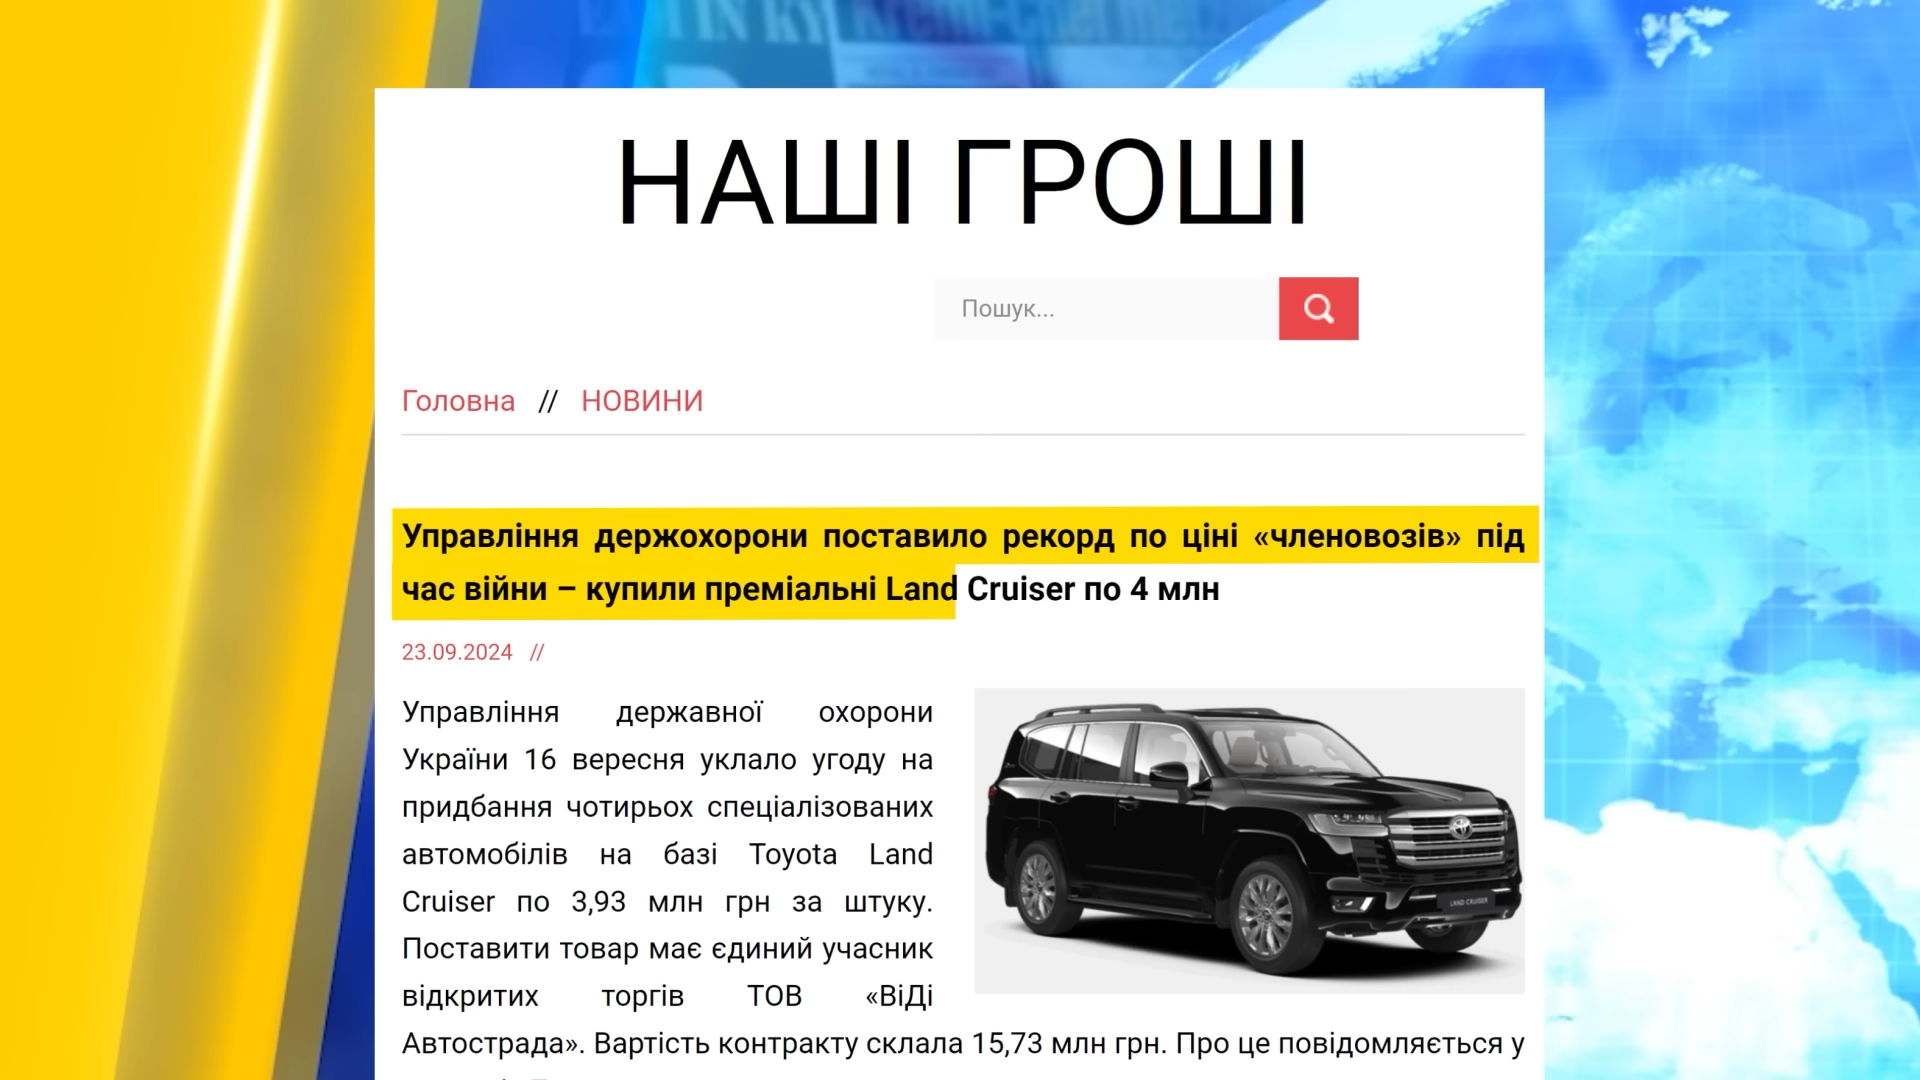 НАШІ ГРОШІ
Пошук...
Головна // НОВИНИ
Управління держохорони поставило рекорд по ціні «членовозів» під
час війни – купили преміальні Land Cruiser по 4 млн
23.09.2024 //
Управління державної охорони
України 16 вересня уклало угоду на
придбання чотирьох спеціалізованих
автомобілів на базі Toyota Land
Cruiser по 3,93 млн грн за штуку.
Поставити товар має єдиний учасник
відкритих торгів ТОВ «ВіДі
Автострада». Вартість контракту склала 15,73 млн грн. Про це повідомляється у
LAND CRUISER